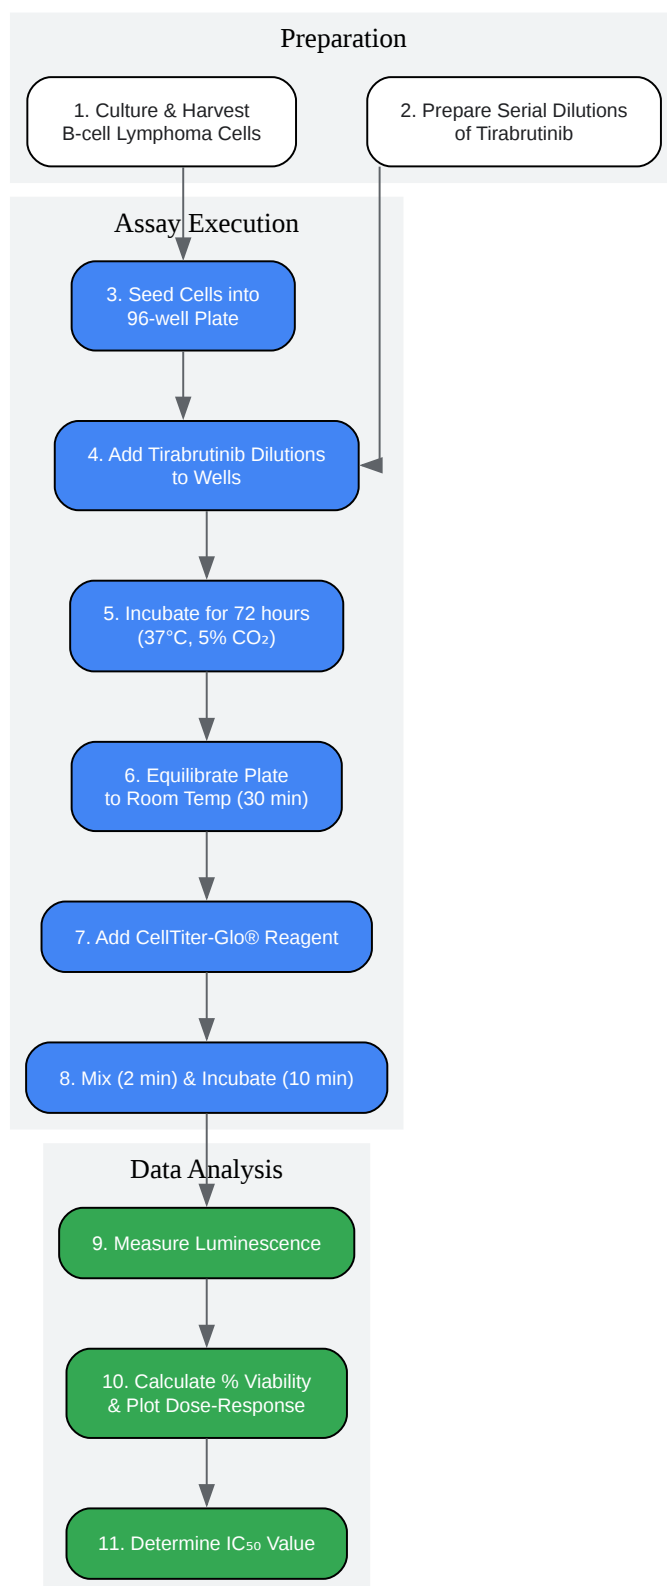 Preparation
1. Culture & Harvest
B-cell Lymphoma Cells
2. Prepare Serial Dilutions
of Tirabrutinib
Assay Execution
3. Seed Cells into
96-well Plate
4. Add Tirabrutinib Dilutions
to Wells
5. Incubate for 72 hours
(37°C, 5% CO₂)
6. Equilibrate Plate
to Room Temp (30 min)
7. Add CellTiter-Glo® Reagent
8. Mix (2 min) & Incubate (10 min)
Data Analysis
9. Measure Luminescence
10. Calculate % Viability
& Plot Dose-Response
11. Determine IC₅₀ Value